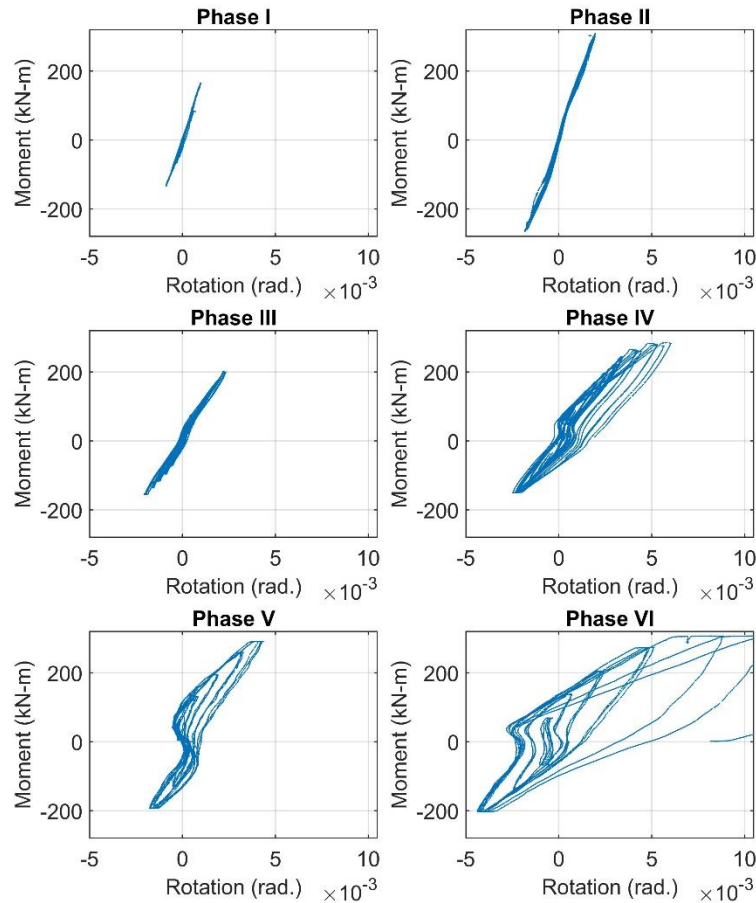 Phase I
Moment (kN-m)
200
0
-200
-5
0
5
10
Rotation (rad.)
×10⁻³
Phase II
Moment (kN-m)
200
0
-200
-5
0
5
10
Rotation (rad.)
×10⁻³
Phase III
Moment (kN-m)
200
0
-200
-5
0
5
10
Rotation (rad.)
×10⁻³
Phase IV
Moment (kN-m)
200
0
-200
-5
0
5
10
Rotation (rad.)
×10⁻³
Phase V
Moment (kN-m)
200
0
-200
-5
0
5
10
Rotation (rad.)
×10⁻³
Phase VI
Moment (kN-m)
200
0
-200
-5
0
5
10
Rotation (rad.)
×10⁻³